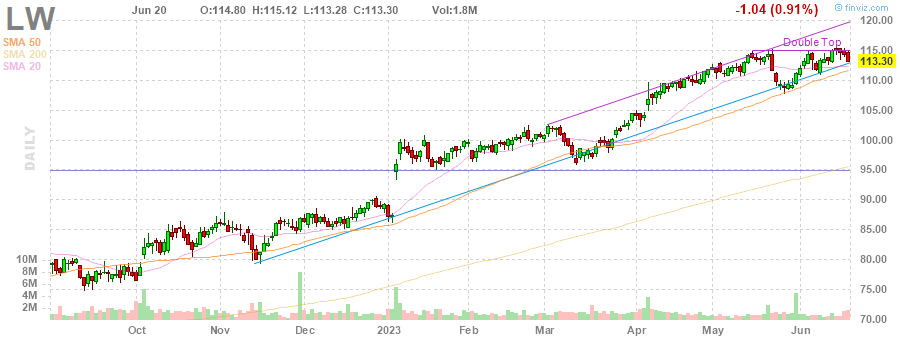 LW Jun 20 O:114.80 H:115.12 L:113.28 C:113.30 Vol:1.8M -1.04 (0.91%) © finviz.com
SMA 50
SMA 200
SMA 20
DAILY
Double Top
120.00
115.00
113.30
110.00
105.00
100.00
95.00
90.00
85.00
80.00
75.00
70.00
10M
8M
6M
4M
2M
Oct Nov Dec 2023 Feb Mar Apr May Jun